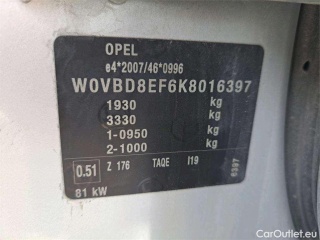 OPEL
e4*2007/46*0996
W0VBD8EF6K8016397
1930 kg
3330 kg
1-0950 kg
2-1000 kg
0.51 Z 176 TAQE I19
81 kW
6397
CarOutlet.eu